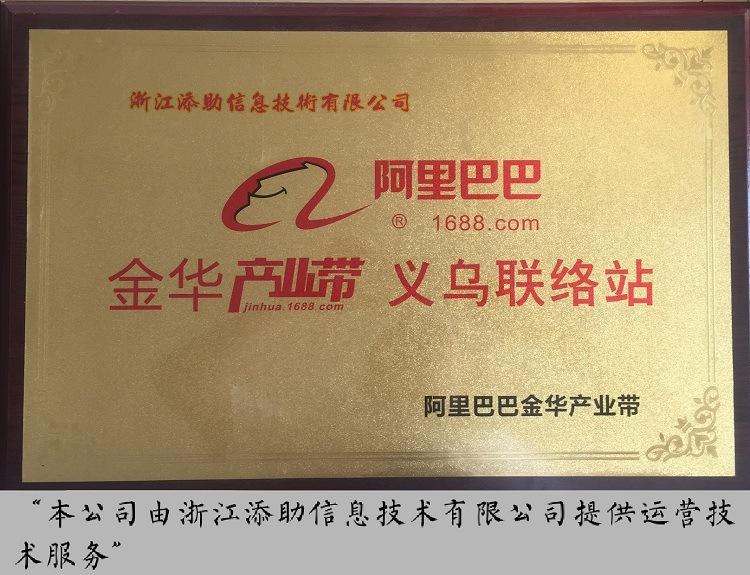 浙江添助信息技術有限公司
阿里巴巴
® 1688.com
金华产业带 义乌联络站
jinhua.1688.com
阿里巴巴金华产业带
“本公司由浙江添助信息技术有限公司提供运营技
术服务”